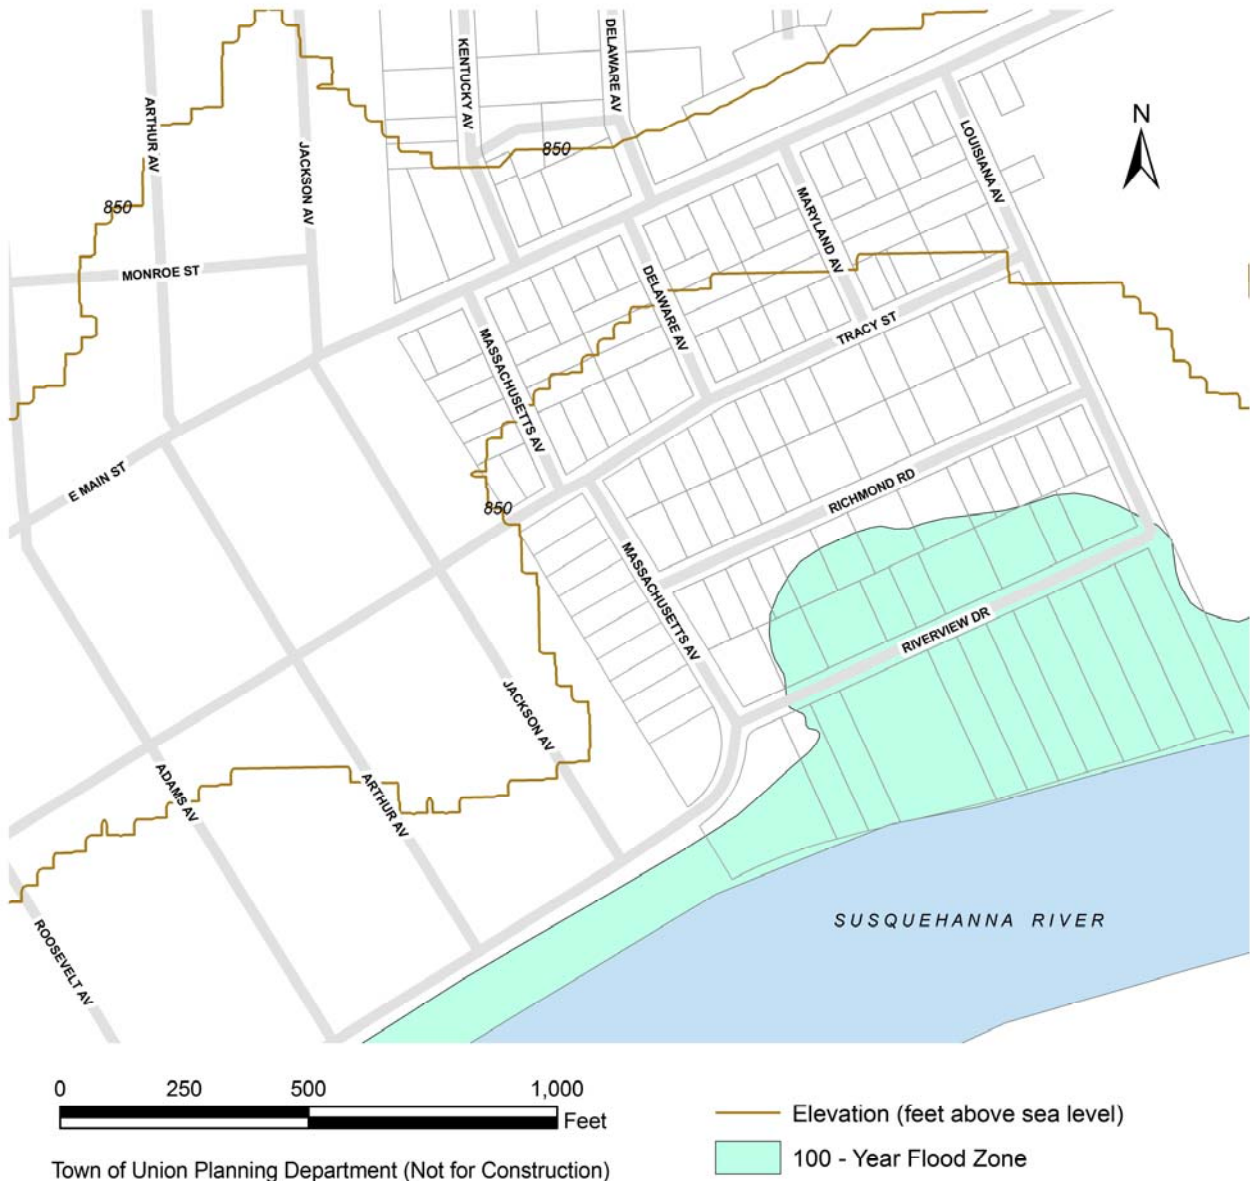 KENTUCKY AV
DELAWARE AV
ARTHUR AV
JACKSON AV
850
LOUISIANA AV
N
MARYLAND AV
850
MONROE ST
DELAWARE AV
TRACY ST
MASSACHUSETTS AV
E MAIN ST
850
RICHMOND RD
MASSACHUSETTS AV
RIVERVIEW DR
JACKSON AV
ADAMS AV
ARTHUR AV
SUSQUEHANNA RIVER
ROOSEVELT AV
0 250 500 1,000
Feet
Elevation (feet above sea level)
100 - Year Flood Zone
Town of Union Planning Department (Not for Construction)